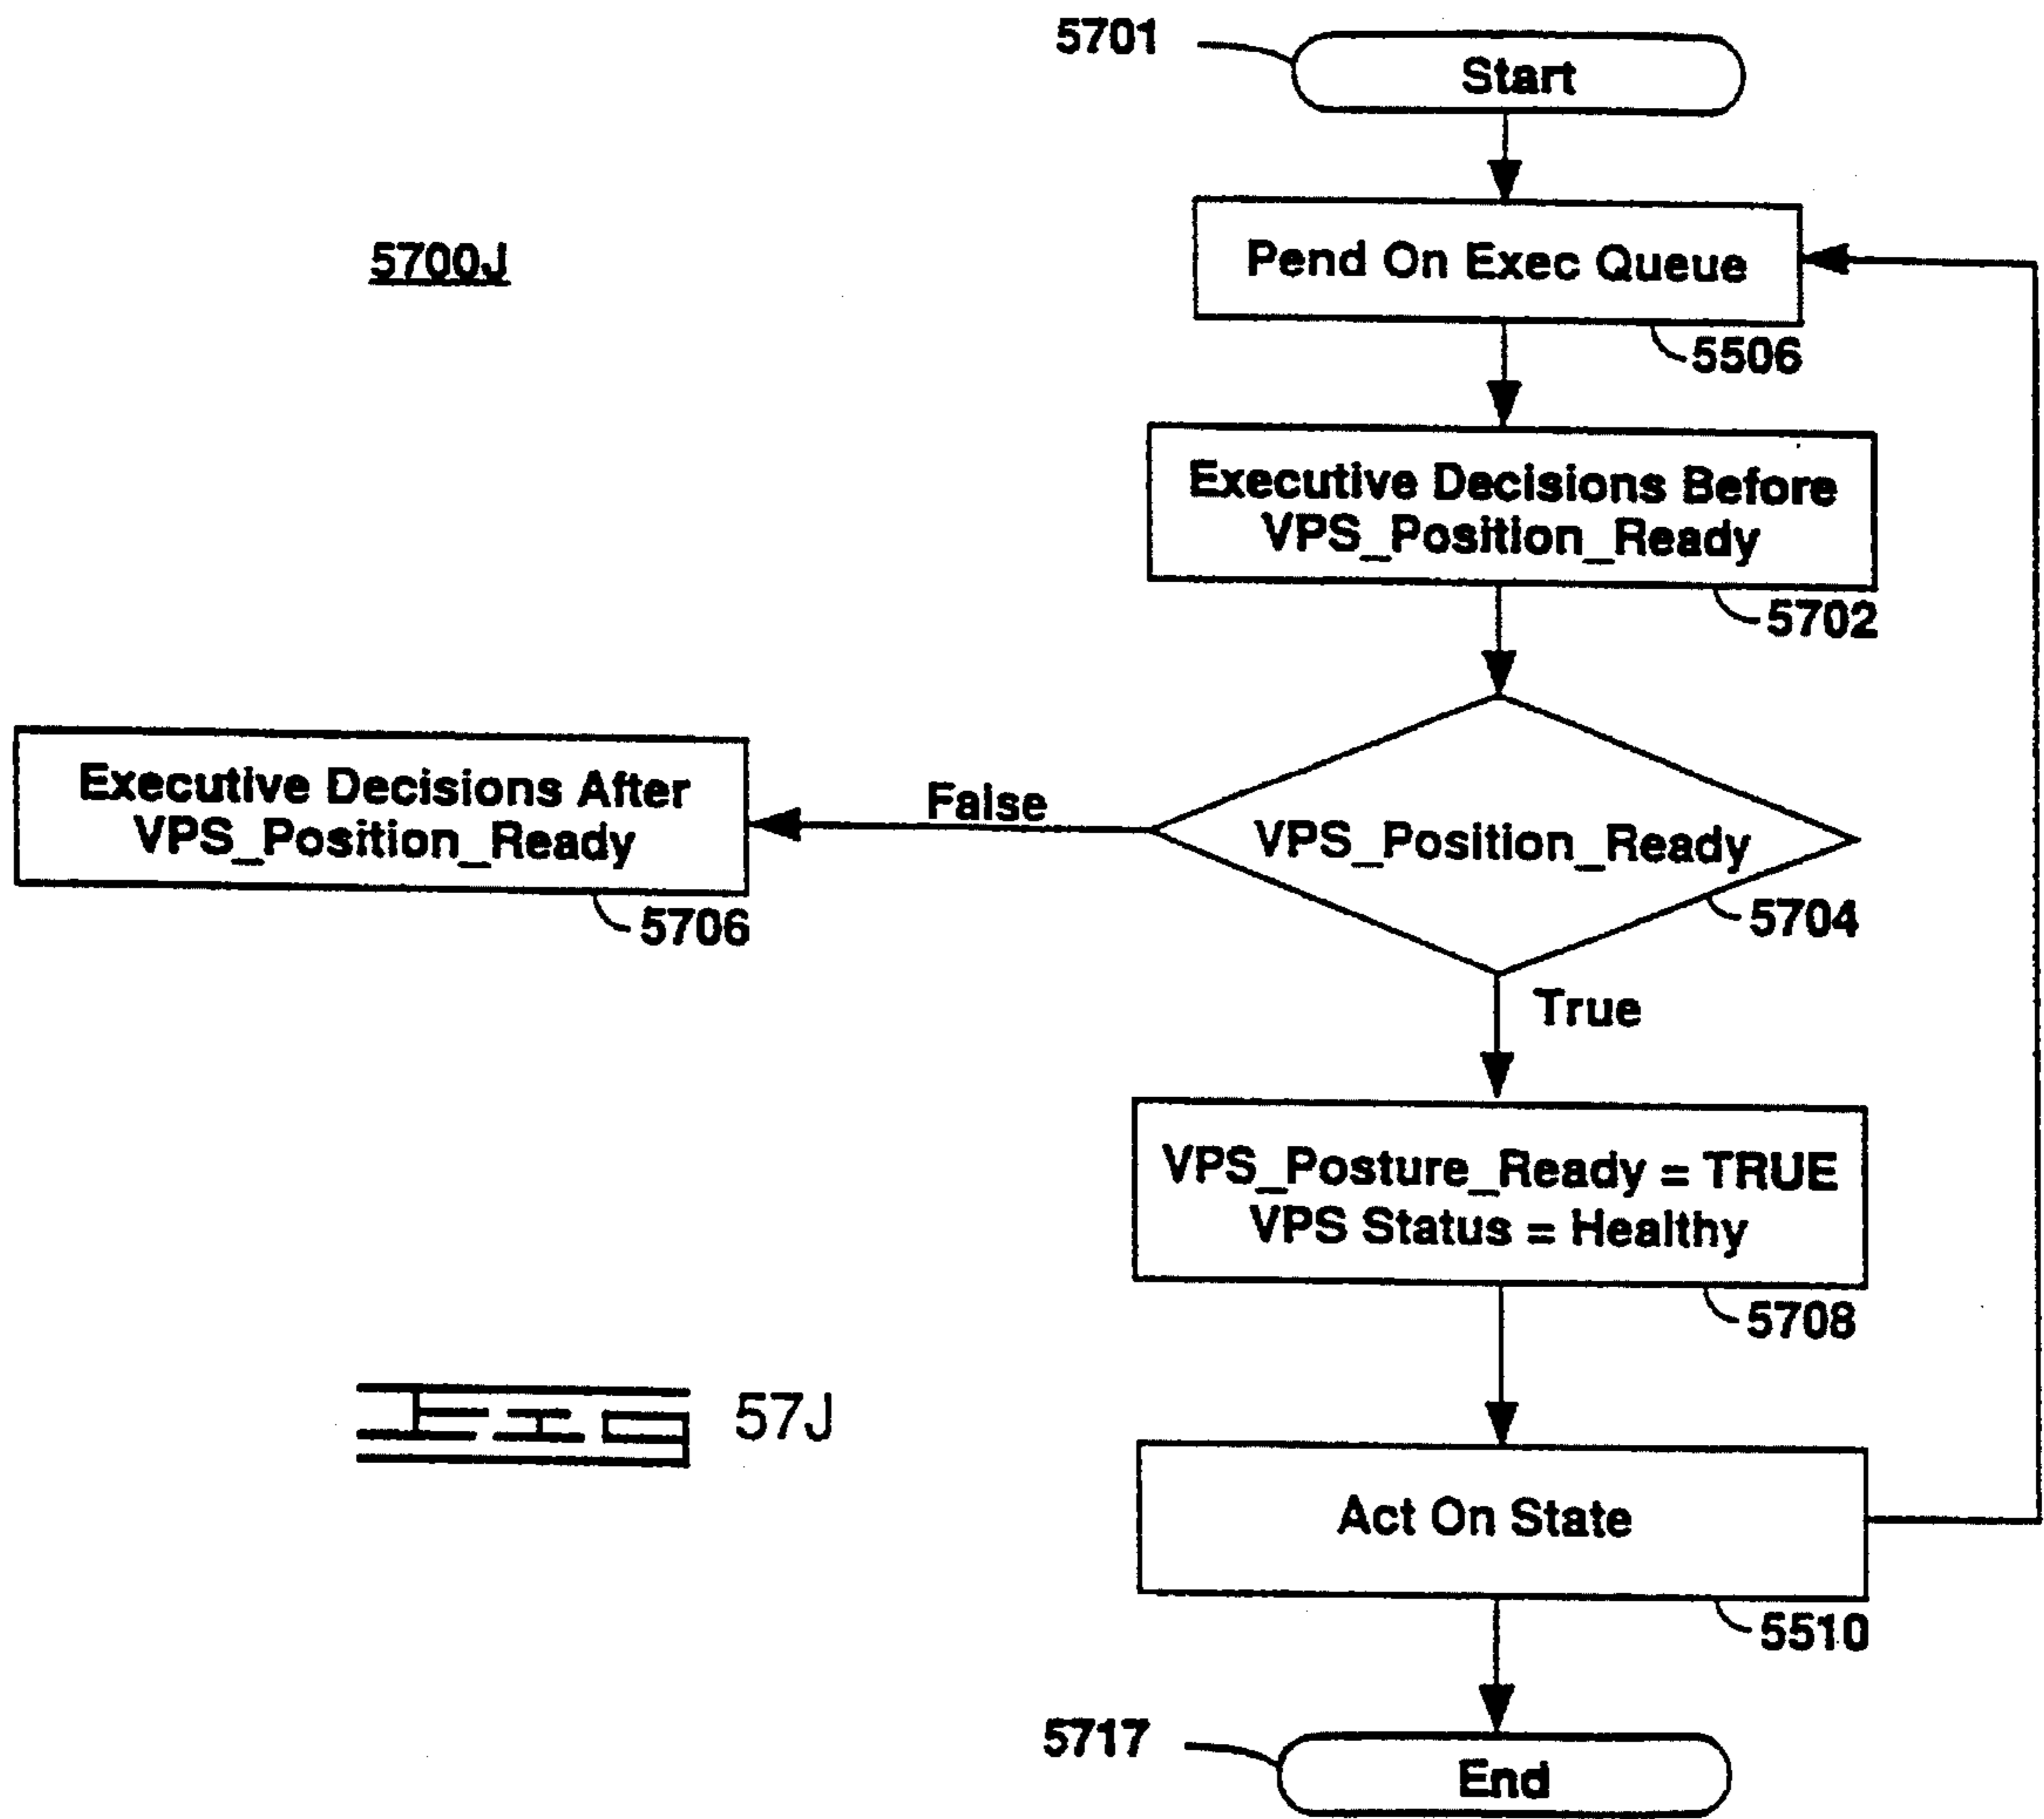 5701
Start
5700J
Pend On Exec Queue
5506
Executive Decisions Before
VPS_Position_Ready
5702
Executive Decisions After
VPS_Position_Ready
5706
False
VPS_Position_Ready
5704
True
VPS_Posture_Ready = TRUE
VPS Status = Healthy
5708
FIG 57J
Act On State
5510
5717
End